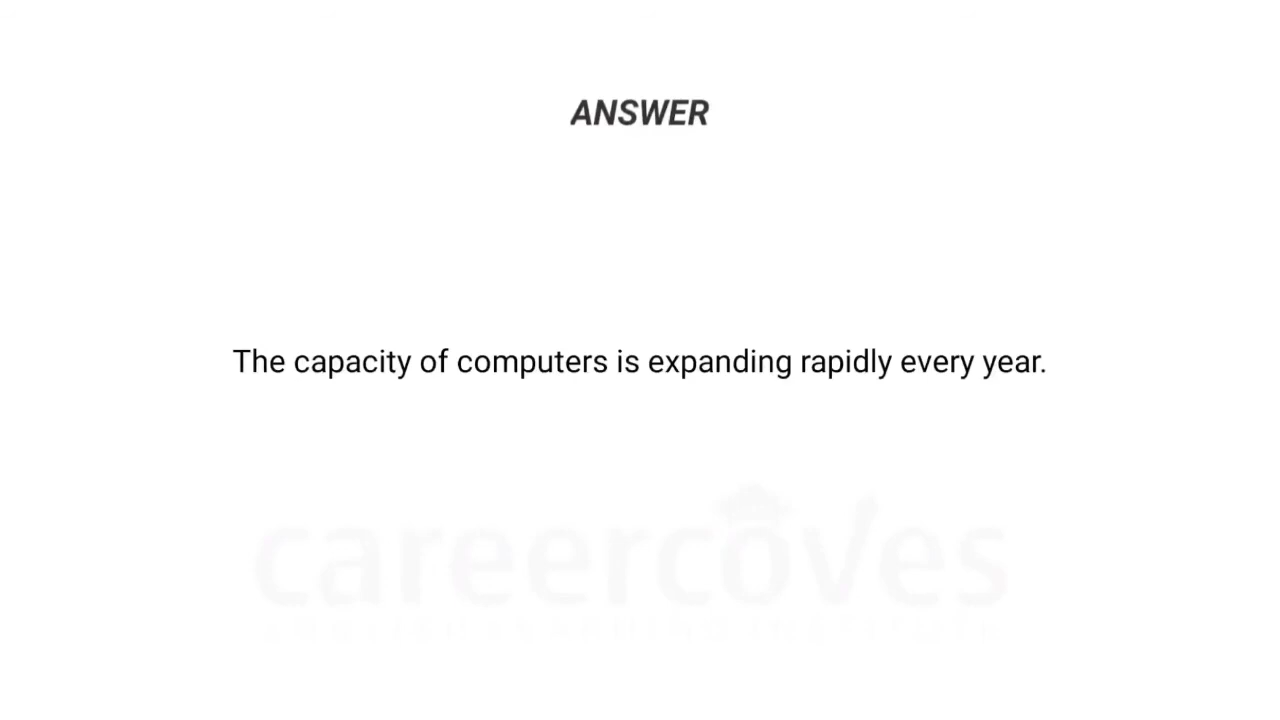 ANSWER
The capacity of computers is expanding rapidly every year.
careercoves